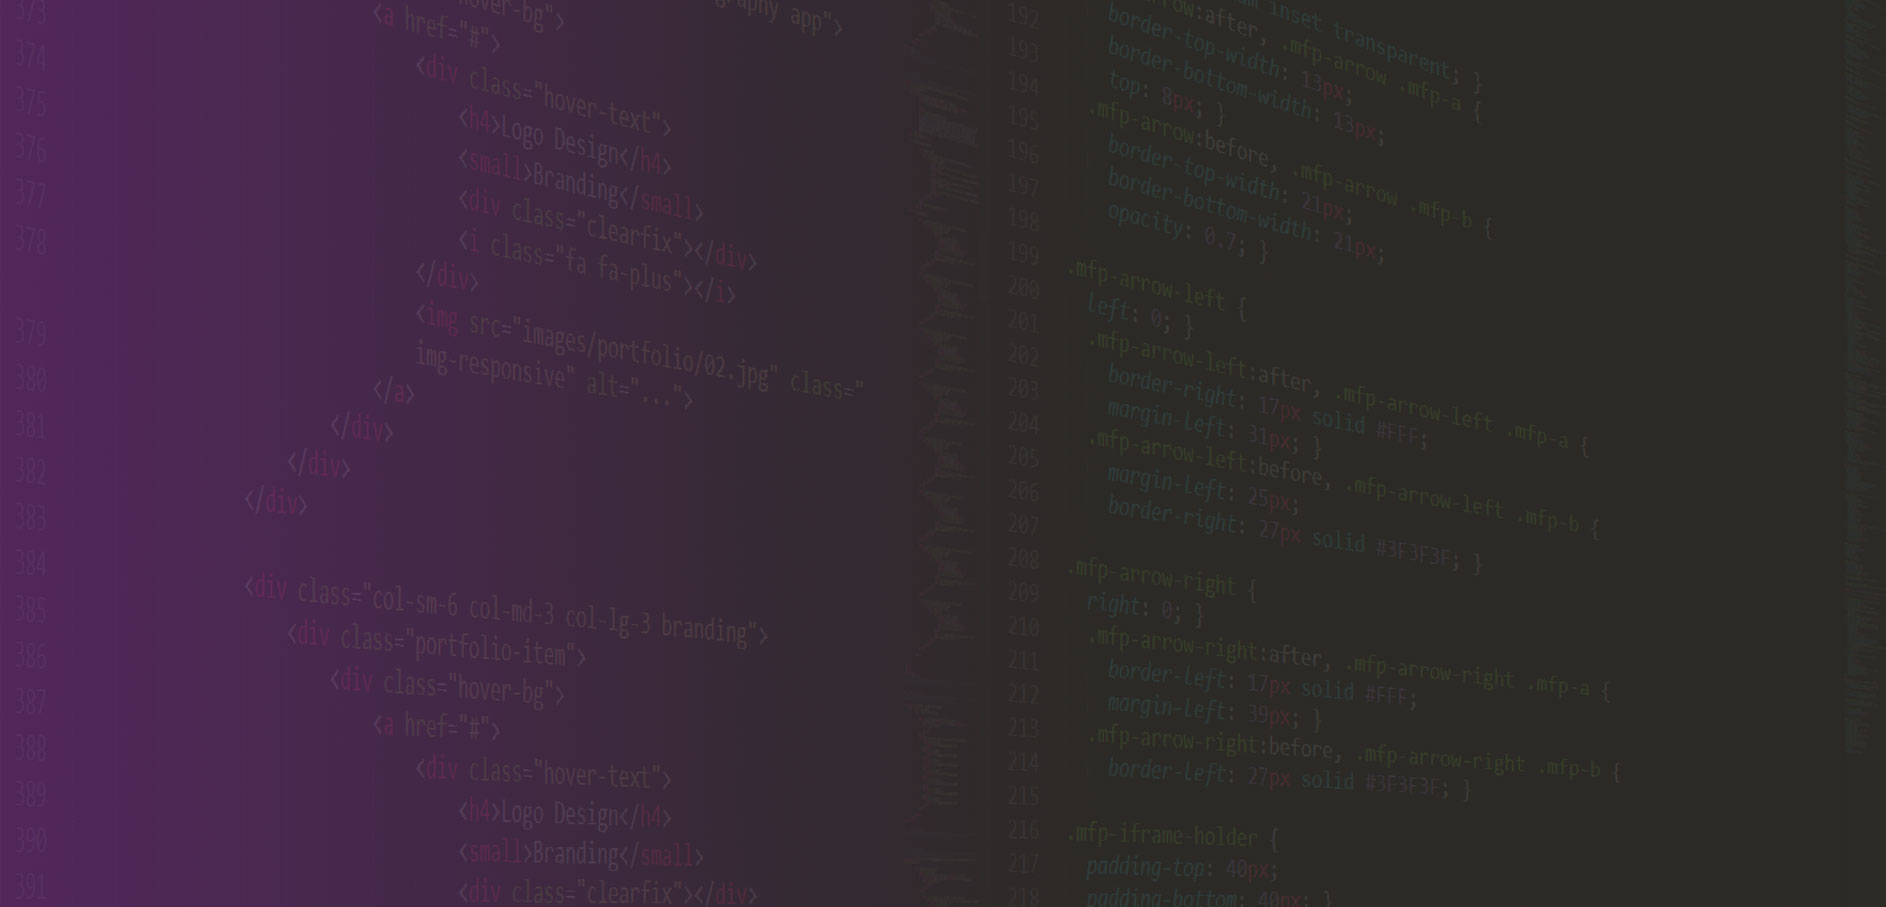 373
hover-bg">
<a href="#">
374
<div class="hover-text">
375
<h4>Logo Design</h4>
376
<small>Branding</small>
377
<div class="clearfix"></div>
378
<i class="fa fa-plus"></i>
</div>
379
<img src="images/portfolio/02.jpg" class="
img-responsive" alt="...">
380
</a>
381
</div>
382
</div>
383
</div>
384
385
<div class="col-sm-6 col-md-3 col-lg-3 branding">
386
<div class="portfolio-item">
387
<div class="hover-bg">
388
<a href="#">
389
<div class="hover-text">
390
<h4>Logo Design</h4>
391
<small>Branding</small>
<div class="clearfix"></div>
app">
inset transparent; }
192
:after, .mfp-arrow .mfp-a {
193
border-top-width: 13px;
194
border-bottom-width: 13px;
195
top: 8px; }
196
.mfp-arrow:before, .mfp-arrow .mfp-b {
197
border-top-width: 21px;
198
border-bottom-width: 21px;
199
opacity: 0.7; }
200
201
.mfp-arrow-left {
202
left: 0; }
203
.mfp-arrow-left:after, .mfp-arrow-left .mfp-a {
204
border-right: 17px solid #FFF;
205
margin-left: 31px; }
206
.mfp-arrow-left:before, .mfp-arrow-left .mfp-b {
207
margin-left: 25px;
208
border-right: 27px solid #3F3F3F; }
209
210
.mfp-arrow-right {
211
right: 0; }
212
.mfp-arrow-right:after, .mfp-arrow-right .mfp-a {
213
border-left: 17px solid #FFF;
214
margin-left: 39px; }
215
.mfp-arrow-right:before, .mfp-arrow-right .mfp-b {
216
border-left: 27px solid #3F3F3F; }
217
218
.mfp-iframe-holder {
padding-top: 40px;
padding-bottom: 40px; }